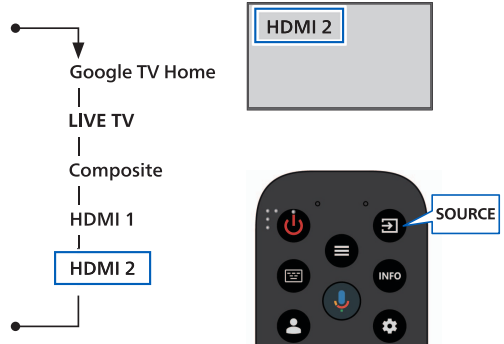 HDMI 2
Google TV Home
LIVE TV
Composite
HDMI 1
HDMI 2
SOURCE
INFO